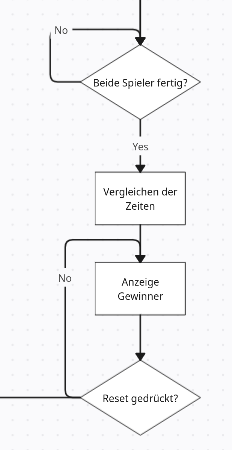 No
Beide Spieler fertig?
Yes
Vergleichen der
Zeiten
No
Anzeige
Gewinner
Reset gedrückt?